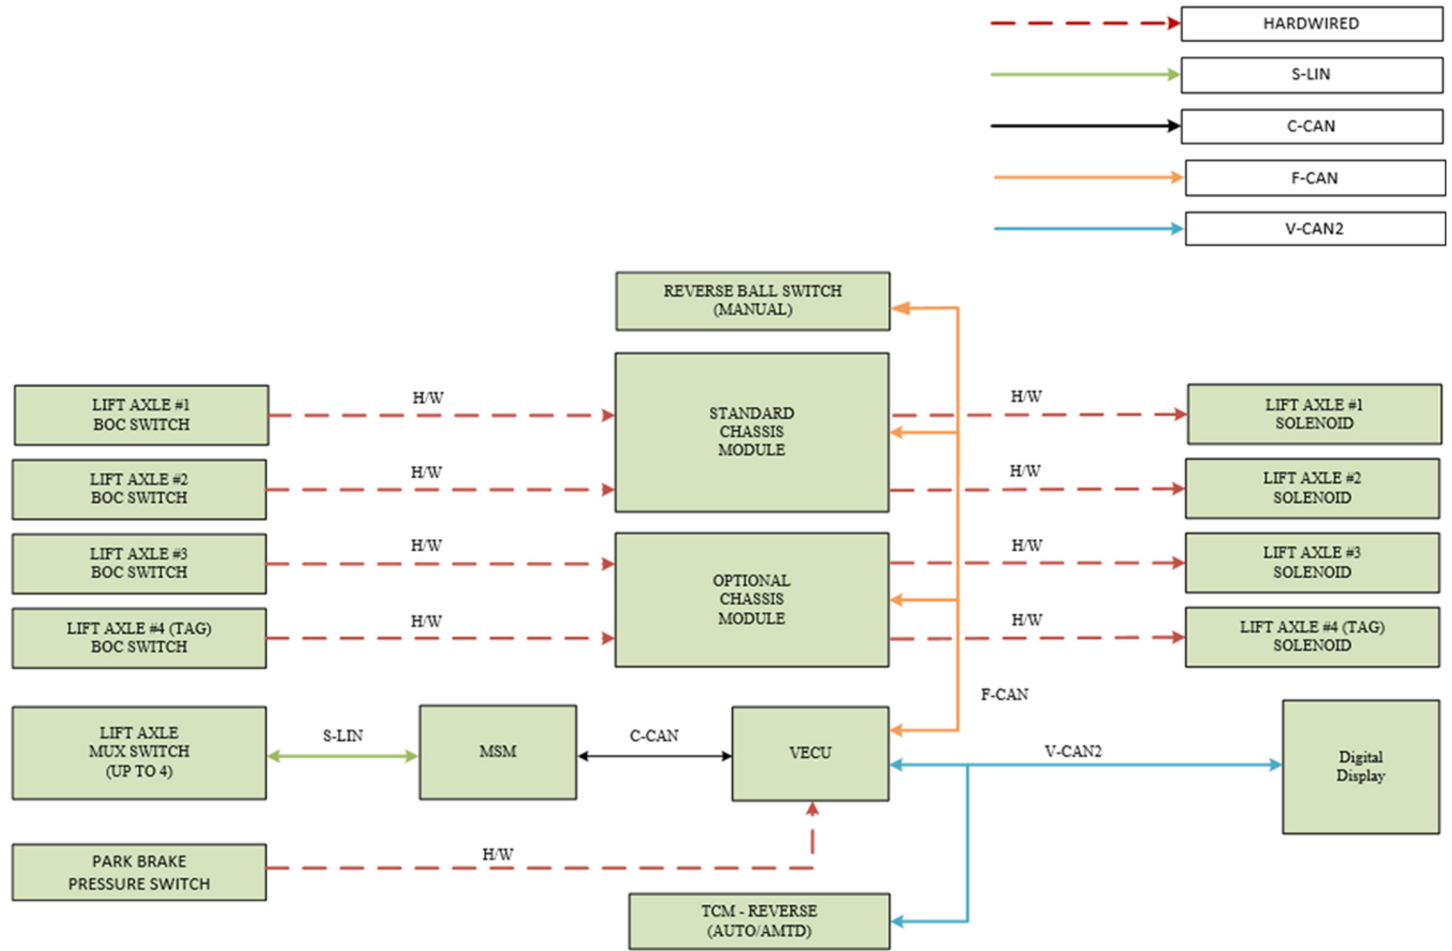 HARDWIRED
S-LIN
C-CAN
F-CAN
V-CAN2
REVERSE BALL SWITCH
(MANUAL)
LIFT AXLE #1
BOC SWITCH
H/W
STANDARD
CHASSIS
MODULE
H/W
LIFT AXLE #1
SOLENOID
LIFT AXLE #2
BOC SWITCH
H/W
H/W
LIFT AXLE #2
SOLENOID
LIFT AXLE #3
BOC SWITCH
H/W
OPTIONAL
CHASSIS
MODULE
H/W
LIFT AXLE #3
SOLENOID
LIFT AXLE #4 (TAG)
BOC SWITCH
H/W
H/W
LIFT AXLE #4 (TAG)
SOLENOID
F-CAN
LIFT AXLE
MUX SWITCH
(UP TO 4)
S-LIN
MSM
C-CAN
VECU
V-CAN2
Digital
Display
PARK BRAKE
PRESSURE SWITCH
H/W
TCM - REVERSE
(AUTO/AMTD)